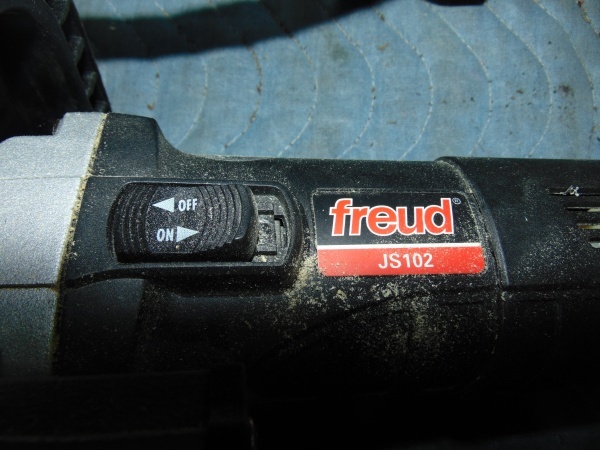 ◀ OFF
ON ▶
freud®
JS102